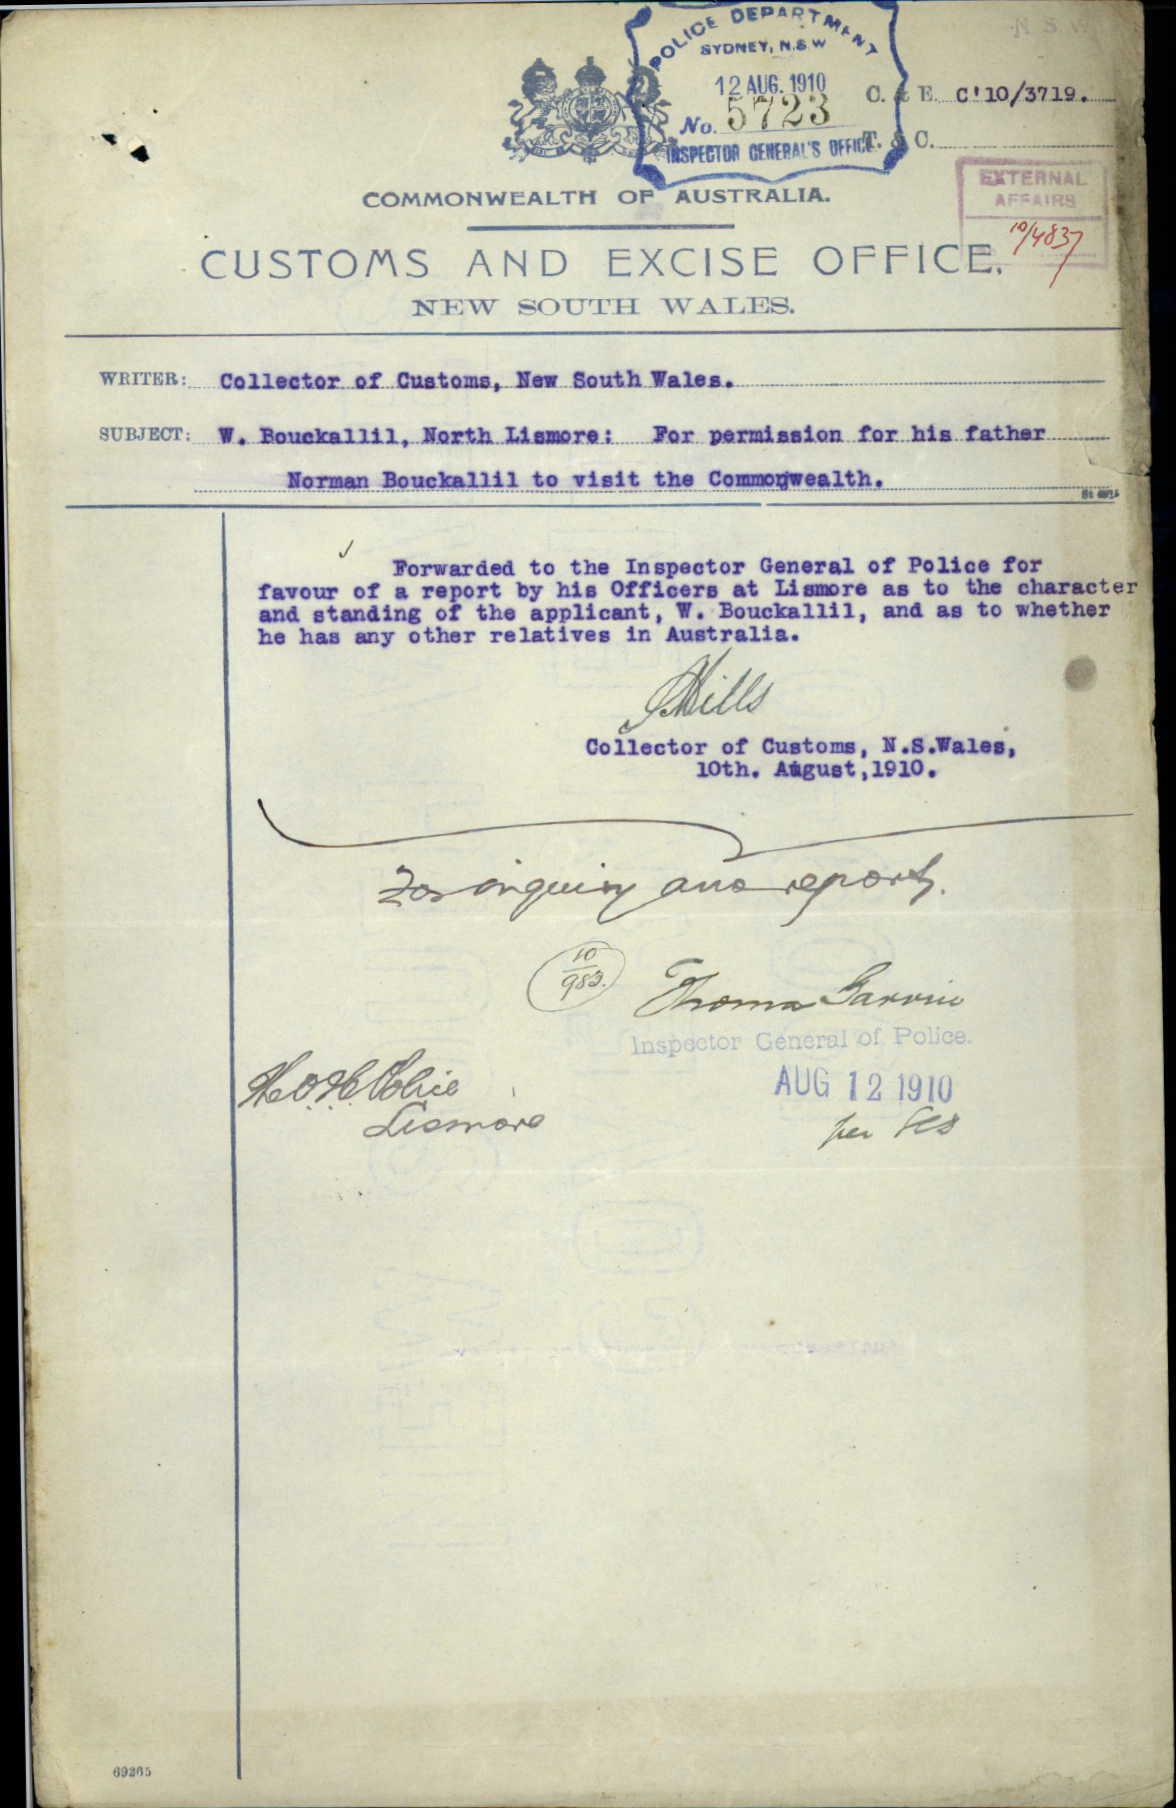 N S W
POLICE DEPARTMENT
SYDNEY, N.S.W
12 AUG. 1910
No. 5723
INSPECTOR GENERAL'S OFFICE
C. & E. C'10/3719.
T. & C.
EXTERNAL
AFFAIRS
10/4837
COMMONWEALTH OF AUSTRALIA.
CUSTOMS AND EXCISE OFFICE.
NEW SOUTH WALES.
WRITER: Collector of Customs, New South Wales.
SUBJECT: W. Bouckallil, North Lismore: For permission for his father
Norman Bouckallil to visit the Commonwealth.
Forwarded to the Inspector General of Police for
favour of a report by his Officers at Lismore as to the character
and standing of the applicant, W. Bouckallil, and as to whether
he has any other relatives in Australia.
Mills
Collector of Customs, N.S.Wales,
10th. August,1910.
For inquiry and report.
10
983.
Thomas Garvin
Inspector General of Police.
AUG 12 1910
per
Police
Lismore
69265